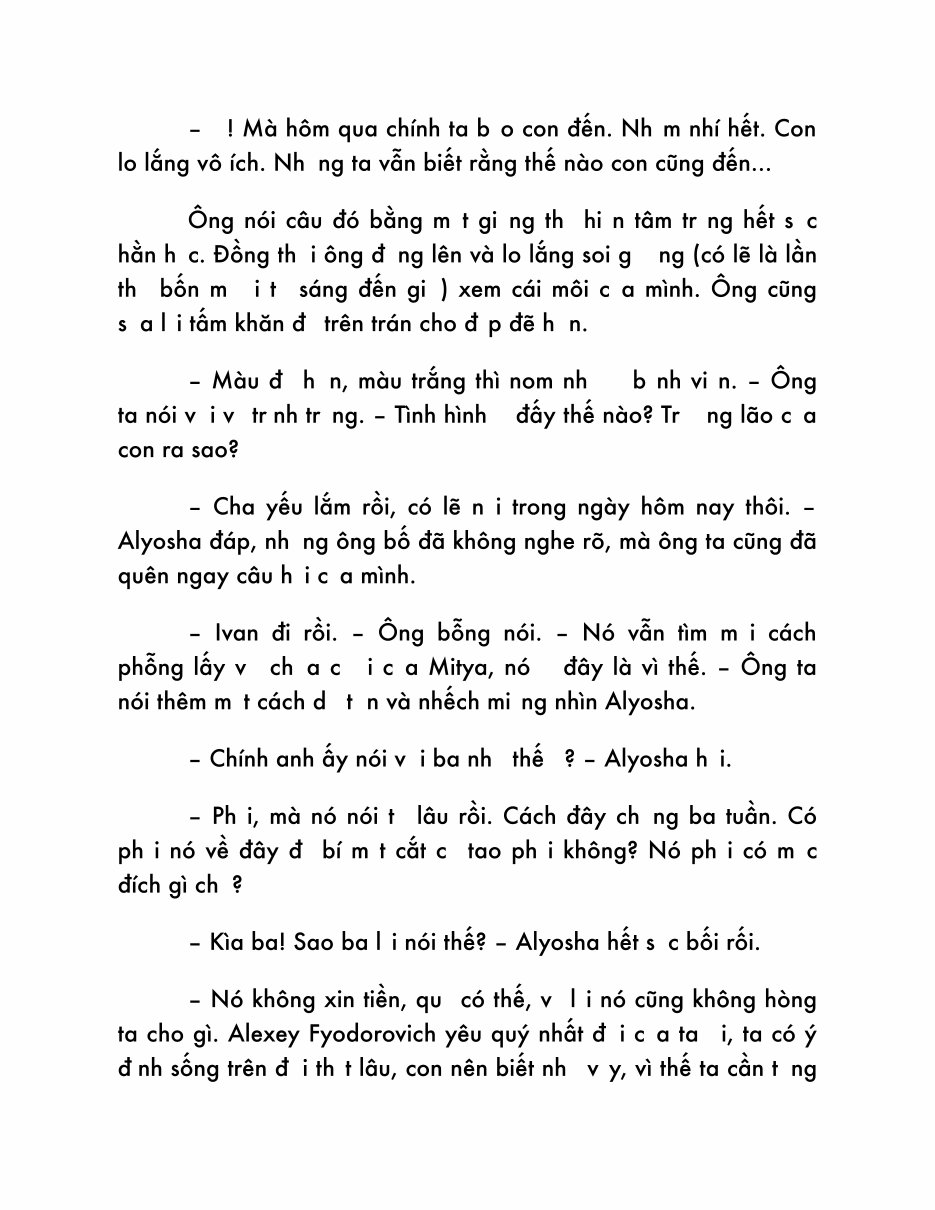 – ! Mà hôm qua chính ta b o con đến. Nh m nhí hết. Con
lo lắng vô ích. Nh ng ta vẫn biết rằng thế nào con cũng đến...
Ông nói câu đó bằng m t gi ng th hi n tâm tr ng hết s c
hằn h c. Đồng th i ông đ ng lên và lo lắng soi g ng (có lẽ là lần
th bốn m i t sáng đến gi ) xem cái môi c a mình. Ông cũng
s a l i tấm khăn đ trên trán cho đ p đẽ h n.
– Màu đ h n, màu trắng thì nom nh b nh vi n. – Ông
ta nói v i v tr nh tr ng. – Tình hình đấy thế nào? Tr ng lão c a
con ra sao?
– Cha yếu lắm rồi, có lẽ n i trong ngày hôm nay thôi. –
Alyosha đáp, nh ng ông bố đã không nghe rõ, mà ông ta cũng đã
quên ngay câu h i c a mình.
– Ivan đi rồi. – Ông bỗng nói. – Nó vẫn tìm m i cách
phỗng lấy v ch a c i c a Mitya, nó đây là vì thế. – Ông ta
nói thêm m t cách d t n và nhếch mi ng nhìn Alyosha.
– Chính anh ấy nói v i ba nh thế ? – Alyosha h i.
– Ph i, mà nó nói t lâu rồi. Cách đây ch ng ba tuần. Có
ph i nó về đây đ bí m t cắt c tao ph i không? Nó ph i có m c
đích gì ch ?
– Kìa ba! Sao ba l i nói thế? – Alyosha hết s c bối rối.
– Nó không xin tiền, qu có thế, v l i nó cũng không hòng
ta cho gì. Alexey Fyodorovich yêu quý nhất đ i c a ta i, ta có ý
đ nh sống trên đ i th t lâu, con nên biết nh v y, vì thế ta cần t ng